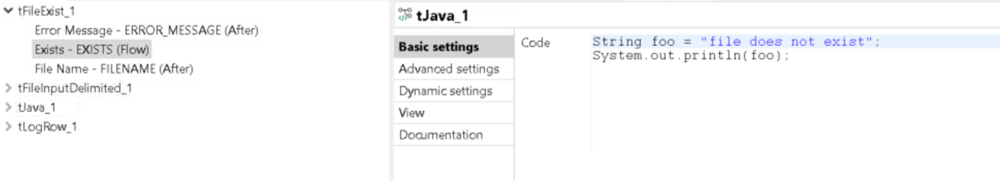 tFileExist_1
Error Message - ERROR_MESSAGE (After)
Exists - EXISTS (Flow)
File Name - FILENAME (After)
tFileInputDelimited_1
tJava_1
tLogRow_1
tJava_1
Basic settings
Advanced settings
Dynamic settings
View
Documentation
Code
String foo = "file does not exist";
System.out.println(foo);